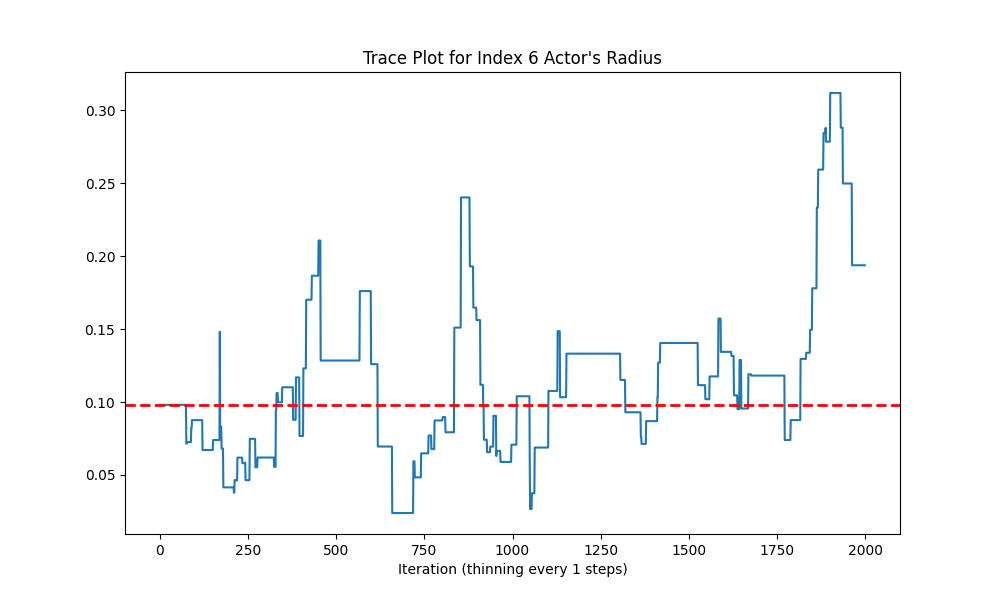 Trace Plot for Index 6 Actor's Radius
0.30
0.25
0.20
0.15
0.10
0.05
0 250 500 750 1000 1250 1500 1750 2000
Iteration (thinning every 1 steps)